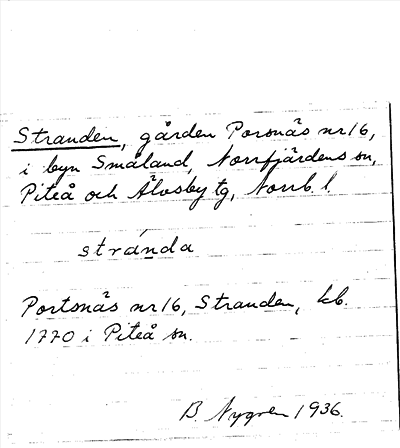 Stranden, gården Porsnäs nr 16,
i byn Småland, Norrfjärdens sn,
Piteå och Älvsby tg, Norrb. l.
stránda
Portsnäs nr 16, Stranden, kb.
1770 i Piteå sn.
B. Nygren 1936.